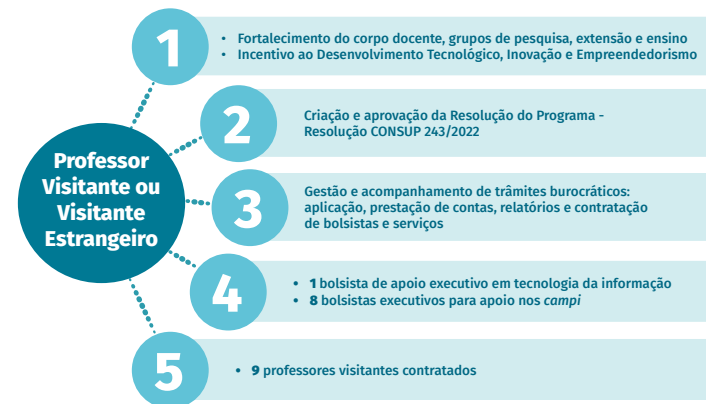 1
• Fortalecimento do corpo docente, grupos de pesquisa, extensão e ensino
• Incentivo ao Desenvolvimento Tecnológico, Inovação e Empreendedorismo
2
Criação e aprovação da Resolução do Programa -
Resolução CONSUP 243/2022
Professor
Visitante ou
Visitante
Estrangeiro
3
Gestão e acompanhamento de trâmites burocráticos:
aplicação, prestação de contas, relatórios e contratação
de bolsistas e serviços
4
• 1 bolsista de apoio executivo em tecnologia da informação
• 8 bolsistas executivos para apoio nos campi
5
• 9 professores visitantes contratados